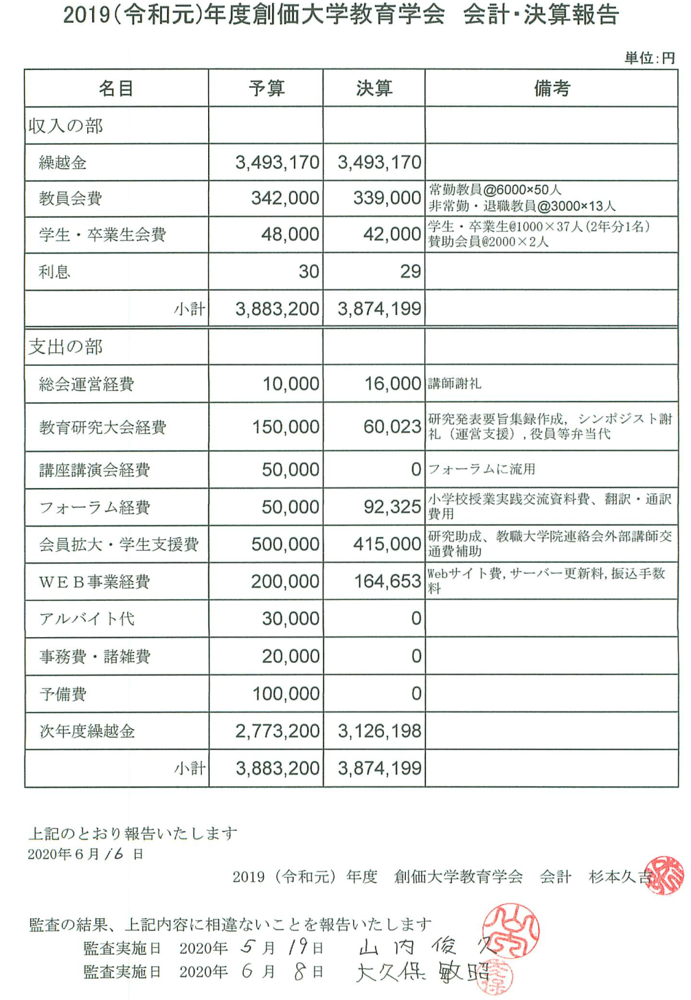 2019(令和元)年度創価大学教育学会　会計・決算報告
単位：円
名目 予算 決算 備考
収入の部
繰越金 3,493,170 3,493,170
教員会費 342,000 339,000 常勤教員@6000×50人
非常勤・退職教員@3000×13人
学生・卒業生会費 48,000 42,000 学生・卒業生@1000×37人(2年分1名)
賛助会員@2000×2人
利息 30 29
小計 3,883,200 3,874,199
支出の部
総会運営経費 10,000 16,000 講師謝礼
教育研究大会経費 150,000 60,023 研究発表要旨集録作成，シンポジスト謝
礼（運営支援）,役員等弁当代
講座講演会経費 50,000 0 フォーラムに流用
フォーラム経費 50,000 92,325 小学校授業実践交流資料費、翻訳・通訳
費用
会員拡大・学生支援費 500,000 415,000 研究助成、教職大学院連絡会外部講師交
通費補助
ＷＥＢ事業経費 200,000 164,653 Webサイト費,サーバー更新料,振込手数
料
アルバイト代 30,000 0
事務費・諸雑費 20,000 0
予備費 100,000 0
次年度繰越金 2,773,200 3,126,198
小計 3,883,200 3,874,199
上記のとおり報告いたします
2020年６月16日
2019（令和元）年度　創価大学教育学会　会計　杉本久吉
監査の結果、上記内容に相違ないことを報告いたします
監査実施日　2020年 5 月 19 日　山内俊久
監査実施日　2020年 6 月 8 日　大久保敏昭